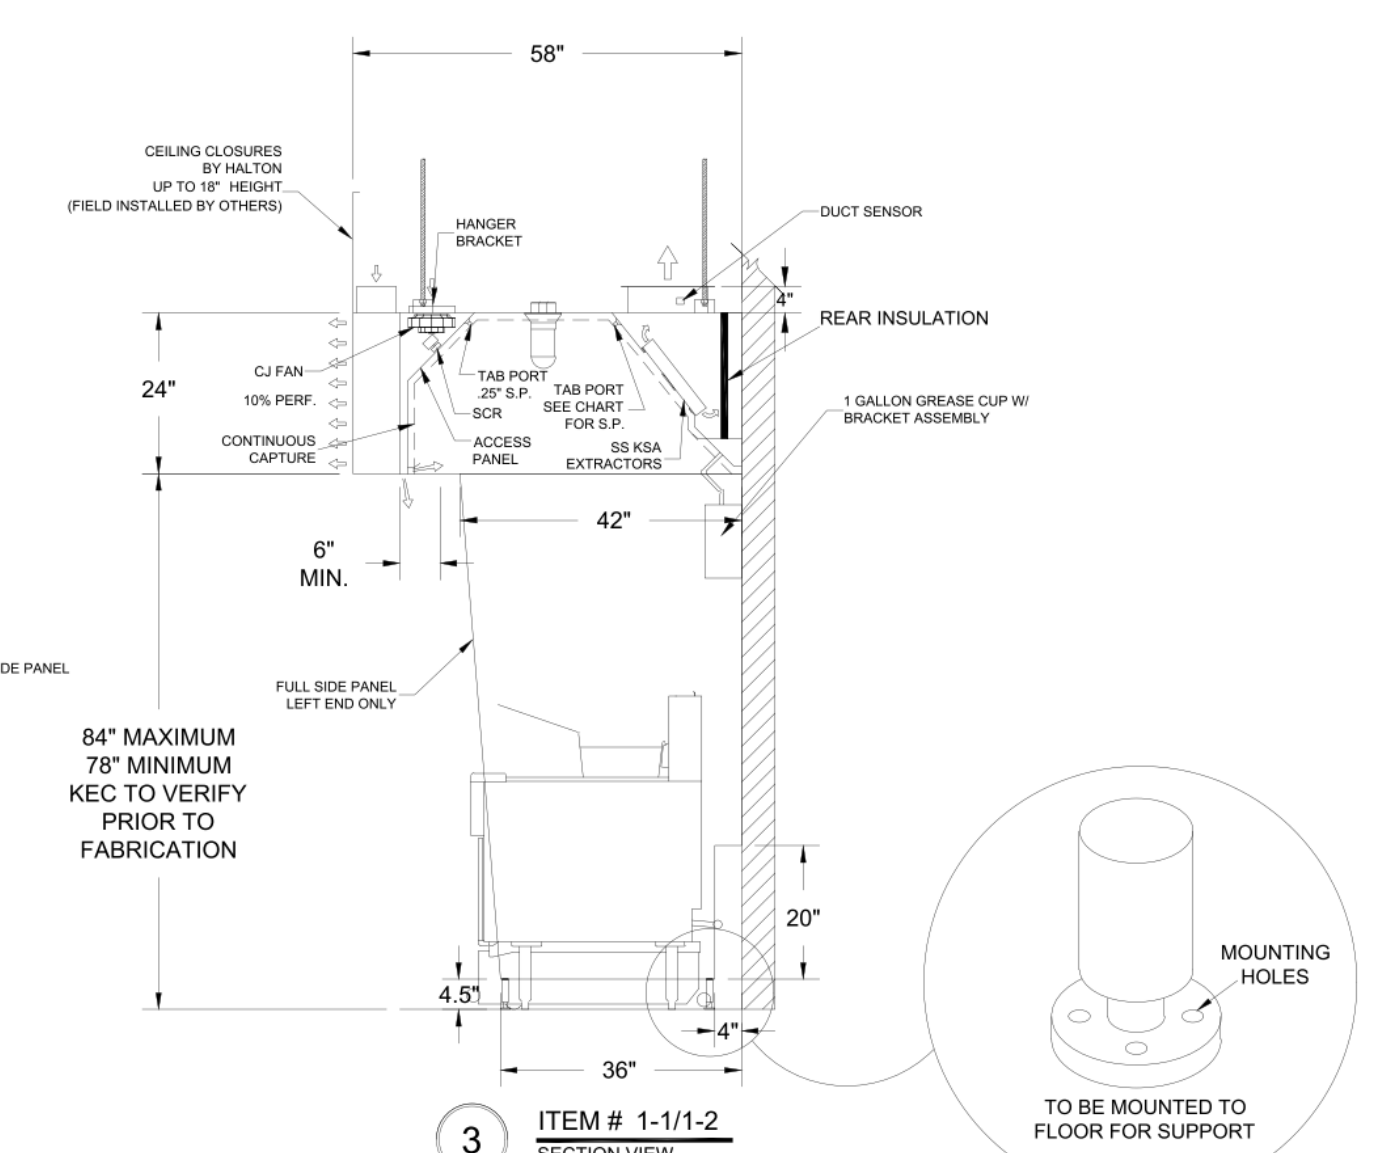 58"
CEILING CLOSURES
BY HALTON
UP TO 18" HEIGHT
(FIELD INSTALLED BY OTHERS)
HANGER
BRACKET
DUCT SENSOR
4"
REAR INSULATION
24"
CJ FAN
10% PERF.
CONTINUOUS
CAPTURE
TAB PORT
.25" S.P.
SCR
ACCESS
PANEL
TAB PORT
SEE CHART
FOR S.P.
SS KSA
EXTRACTORS
1 GALLON GREASE CUP W/
BRACKET ASSEMBLY
42"
6"
MIN.
DE PANEL
FULL SIDE PANEL
LEFT END ONLY
84" MAXIMUM
78" MINIMUM
KEC TO VERIFY
PRIOR TO
FABRICATION
20"
4.5"
4"
36"
MOUNTING
HOLES
TO BE MOUNTED TO
FLOOR FOR SUPPORT
3
ITEM # 1-1/1-2
SECTION VIEW